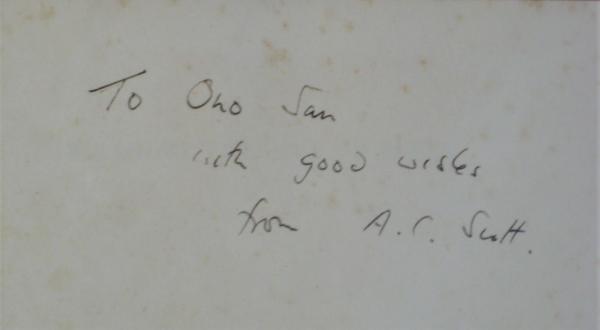 To Ono San
with good wishes
from A.C. Scott.